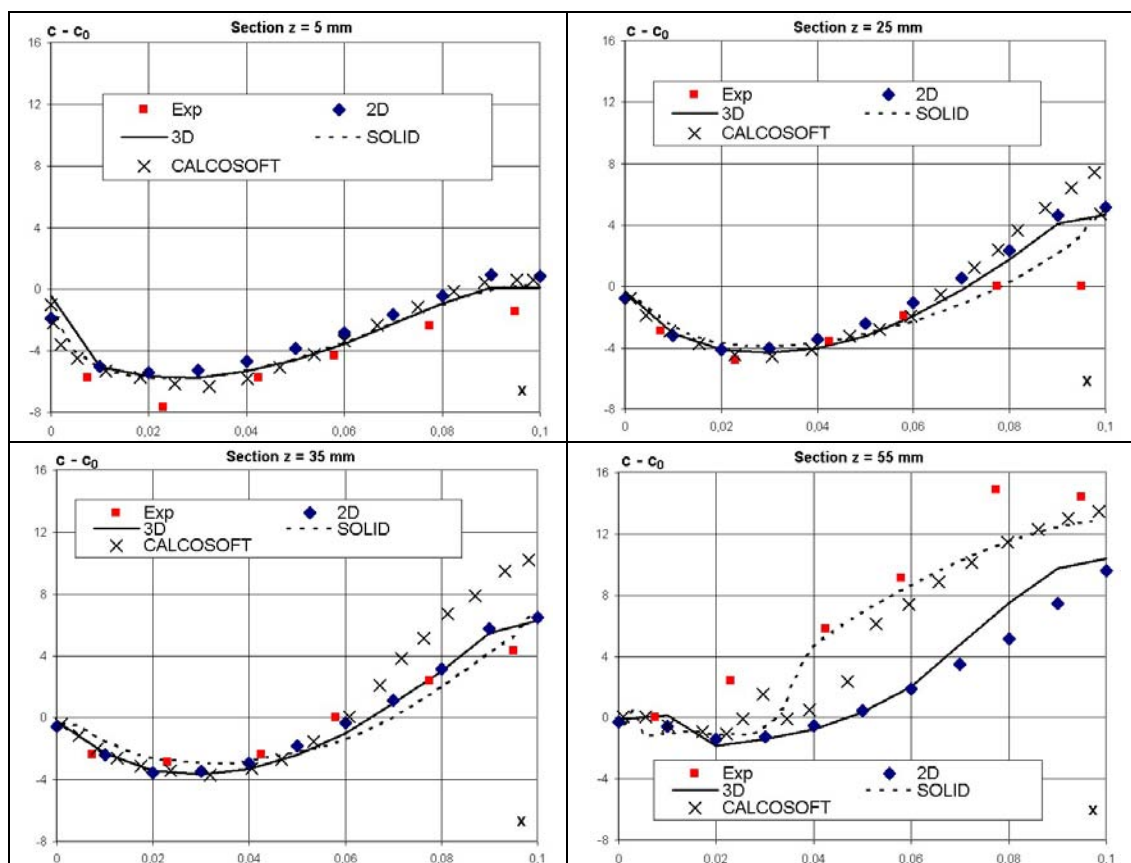 c - c0 Section z = 5 mm
16
12
Exp 2D
3D SOLID
CALCOSOFT
8
4
0
-4
-8
x
0 0,02 0,04 0,06 0,08 0,1
c - c0 Section z = 25 mm
16
12
Exp 2D
3D SOLID
CALCOSOFT
8
4
0
-4
-8
x
0 0,02 0,04 0,06 0,08 0,1
c - c0 Section z = 35 mm
16
12
Exp 2D
3D SOLID
CALCOSOFT
8
4
0
-4
-8
x
0 0,02 0,04 0,06 0,08 0,1
c - c0 Section z = 55 mm
16
12
8
4
0
-4
Exp 2D
3D SOLID
CALCOSOFT
x
-8
0 0,02 0,04 0,06 0,08 0,1